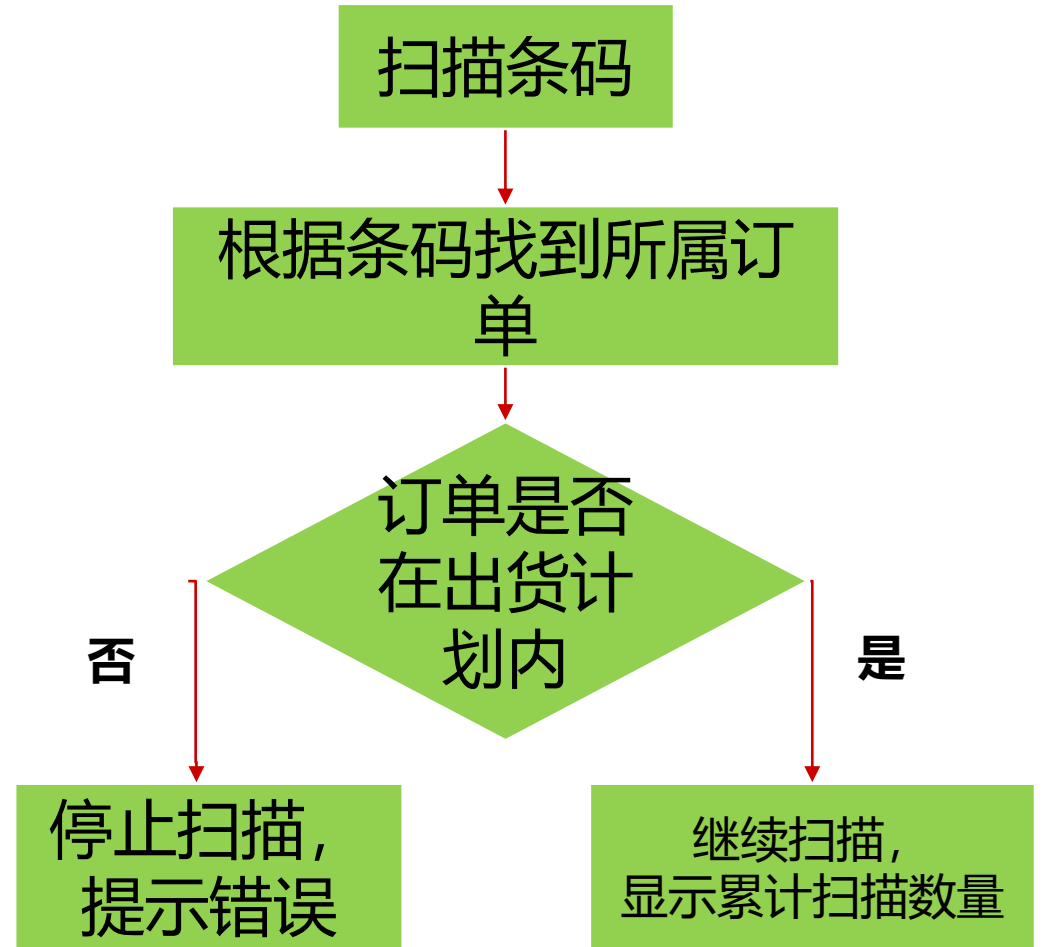 扫描条码
根据条码找到所属订
单
订单是否
在出货计
划内
否
是
停止扫描，
提示错误
继续扫描，
显示累计扫描数量